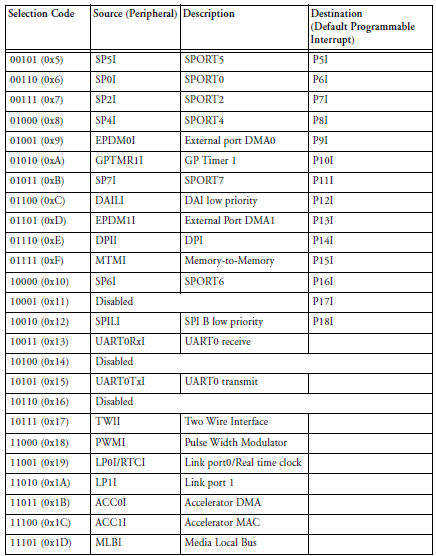 Selection Code Source (Peripheral) Description Destination
(Default Programmable
Interrupt)
00101 (0x5) SP5I SPORT5 P5I
00110 (0x6) SP0I SPORT0 P6I
00111 (0x7) SP2I SPORT2 P7I
01000 (0x8) SP4I SPORT4 P8I
01001 (0x9) EPDM0I External port DMA0 P9I
01010 (0xA) GPTMR1I GP Timer 1 P10I
01011 (0xB) SP7I SPORT7 P11I
01100 (0xC) DAILI DAI low priority P12I
01101 (0xD) EPDM1I External Port DMA1 P13I
01110 (0xE) DPII DPI P14I
01111 (0xF) MTMI Memory-to-Memory P15I
10000 (0x10) SP6I SPORT6 P16I
10001 (0x11) Disabled P17I
10010 (0x12) SPILI SPI B low priority P18I
10011 (0x13) UART0RxI UART0 receive
10100 (0x14) Disabled
10101 (0x15) UART0TxI UART0 transmit
10110 (0x16) Disabled
10111 (0x17) TWII Two Wire Interface
11000 (0x18) PWMI Pulse Width Modulator
11001 (0x19) LP0I/RTCI Link port0/Real time clock
11010 (0x1A) LP1I Link port 1
11011 (0x1B) ACC0I Accelerator DMA
11100 (0x1C) ACC1I Accelerator MAC
11101 (0x1D) MLBI Media Local Bus